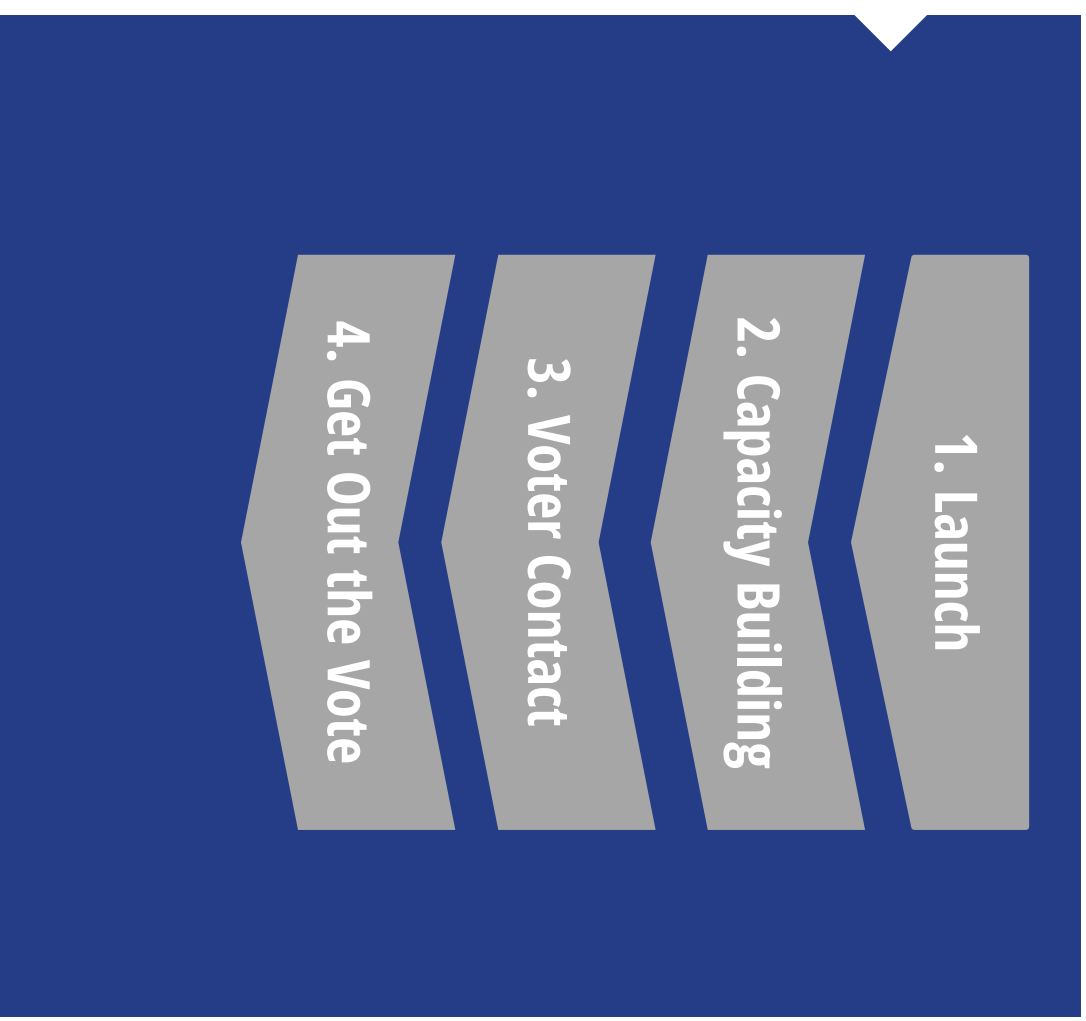 1. Launch
2. Capacity Building
3. Voter Contact
4. Get Out the Vote